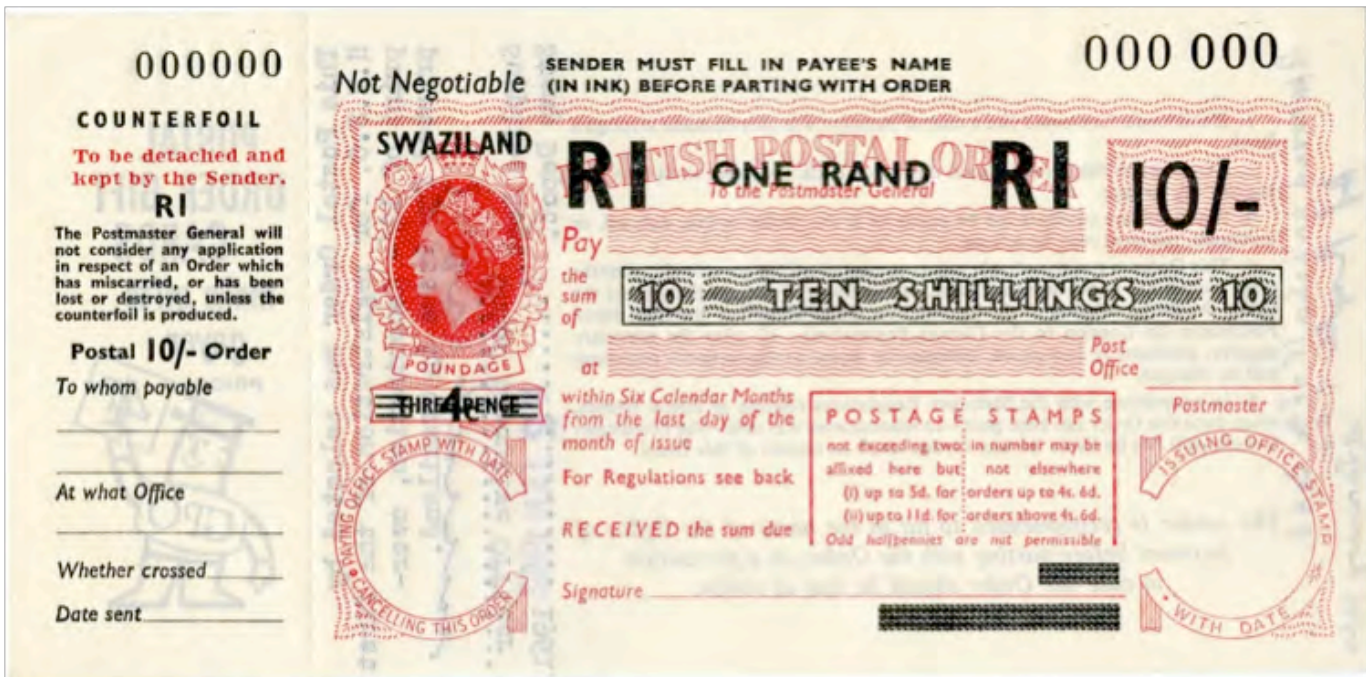 000000
COUNTERFOIL
To be detached and
kept by the Sender.
R1
The Postmaster General will
not consider any application
in respect of an Order which
has miscarried, or has been
lost or destroyed, unless the
counterfoil is produced.
Postal 10/- Order
To whom payable
At what Office
Whether crossed
Date sent
Not Negotiable
SENDER MUST FILL IN PAYEE'S NAME
(IN INK) BEFORE PARTING WITH ORDER
000 000
SWAZILAND
BRITISH POSTAL ORDER
R1 ONE RAND R1
To the Postmaster General
10/-
Pay
the
sum
of
10 TEN SHILLINGS 10
at
Post
Office
POUNDAGE
THREE PENCE
4c
within Six Calendar Months
from the last day of the
month of issue
For Regulations see back
RECEIVED the sum due
POSTAGE STAMPS
not exceeding two in number may be
affixed here but not elsewhere
(i) up to 5d. for orders up to 4s. 6d.
(ii) up to 11d. for orders above 4s. 6d.
Odd halfpennies are not permissible
Postmaster
Signature
PAYING OFFICE STAMP WITH DATE
CANCELLING THIS ORDER
ISSUING OFFICE STAMP
WITH DATE